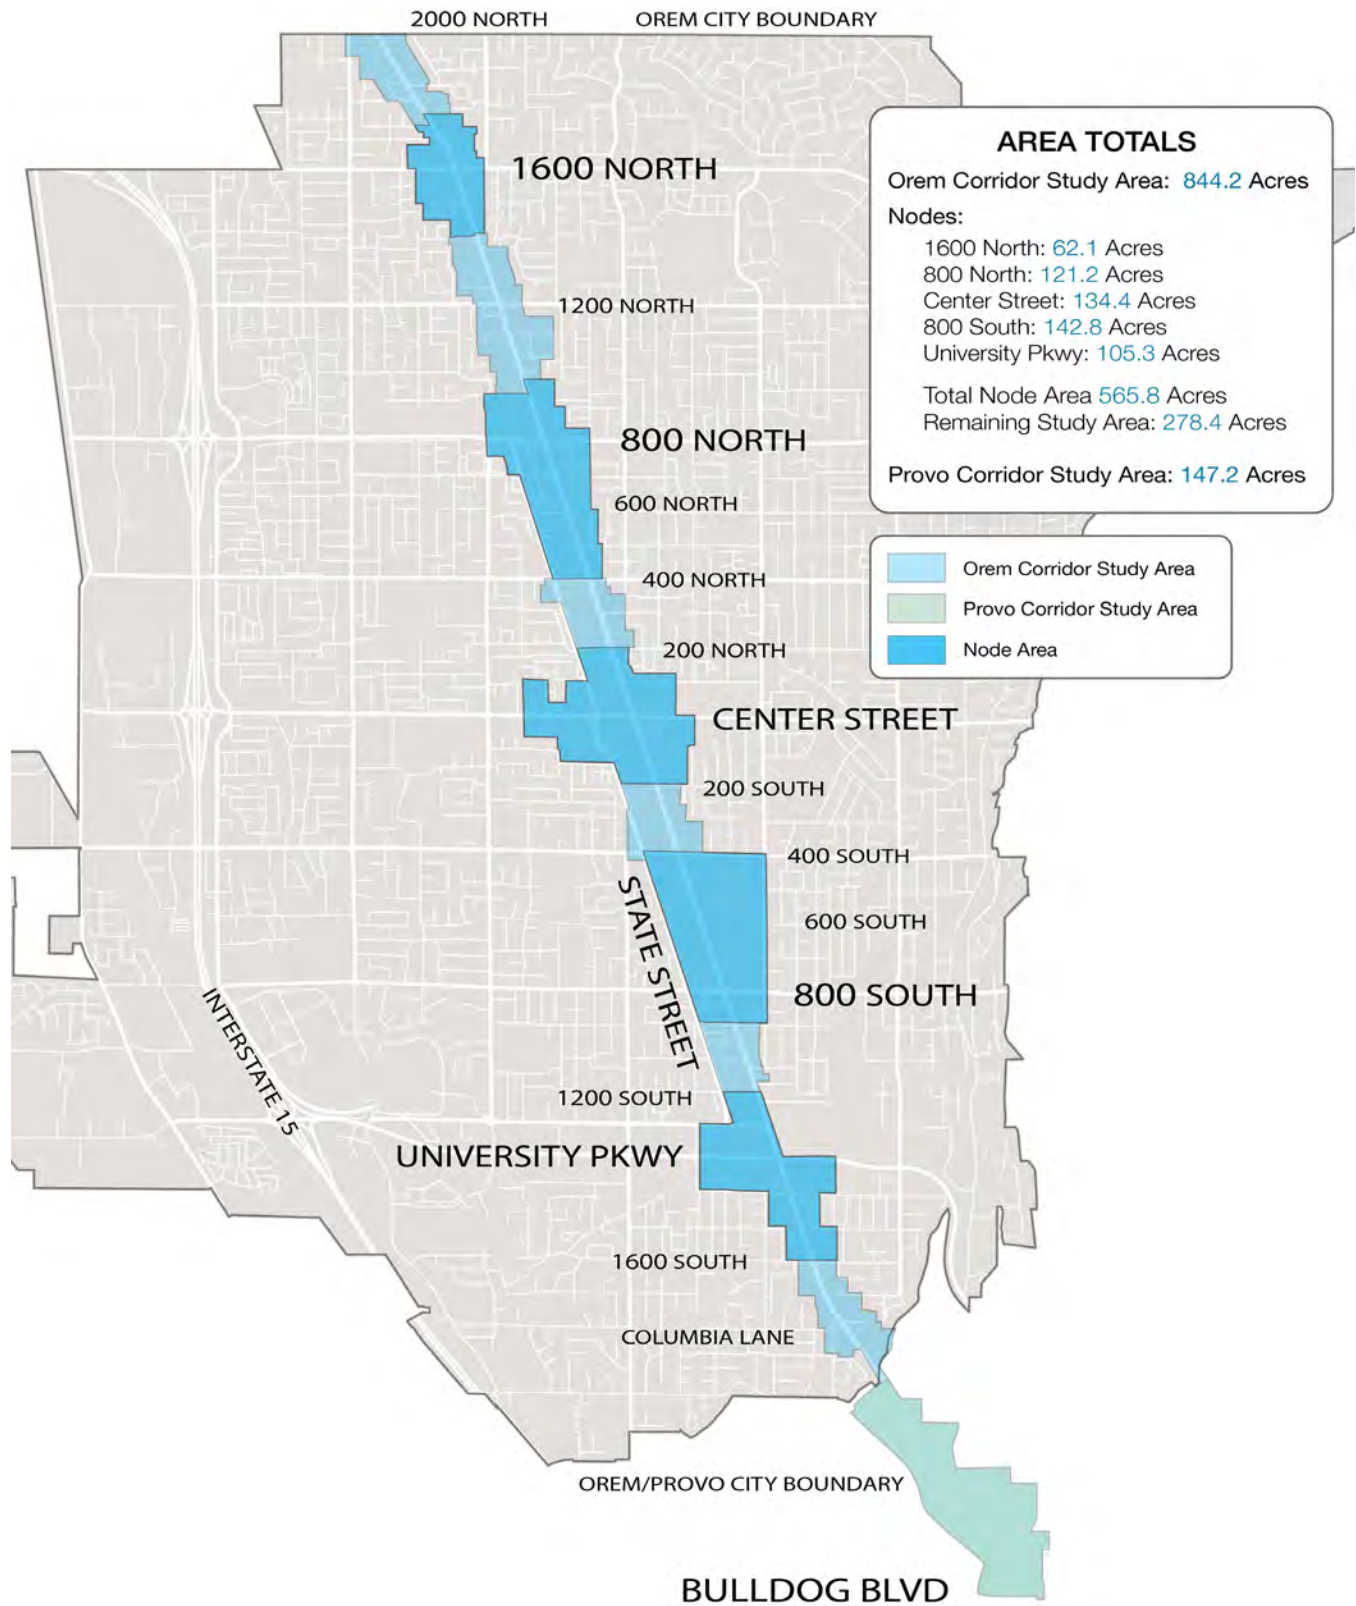 2000 NORTH
OREM CITY BOUNDARY
AREA TOTALS
Orem Corridor Study Area: 844.2 Acres
Nodes:
1600 North: 62.1 Acres
800 North: 121.2 Acres
Center Street: 134.4 Acres
800 South: 142.8 Acres
University Pkwy: 105.3 Acres
Total Node Area 565.8 Acres
Remaining Study Area: 278.4 Acres
Provo Corridor Study Area: 147.2 Acres
Orem Corridor Study Area
Provo Corridor Study Area
Node Area
1600 NORTH
1200 NORTH
800 NORTH
600 NORTH
400 NORTH
200 NORTH
CENTER STREET
200 SOUTH
400 SOUTH
STATE STREET
600 SOUTH
800 SOUTH
INTERSTATE 15
1200 SOUTH
UNIVERSITY PKWY
1600 SOUTH
COLUMBIA LANE
OREM/PROVO CITY BOUNDARY
BULLDOG BLVD